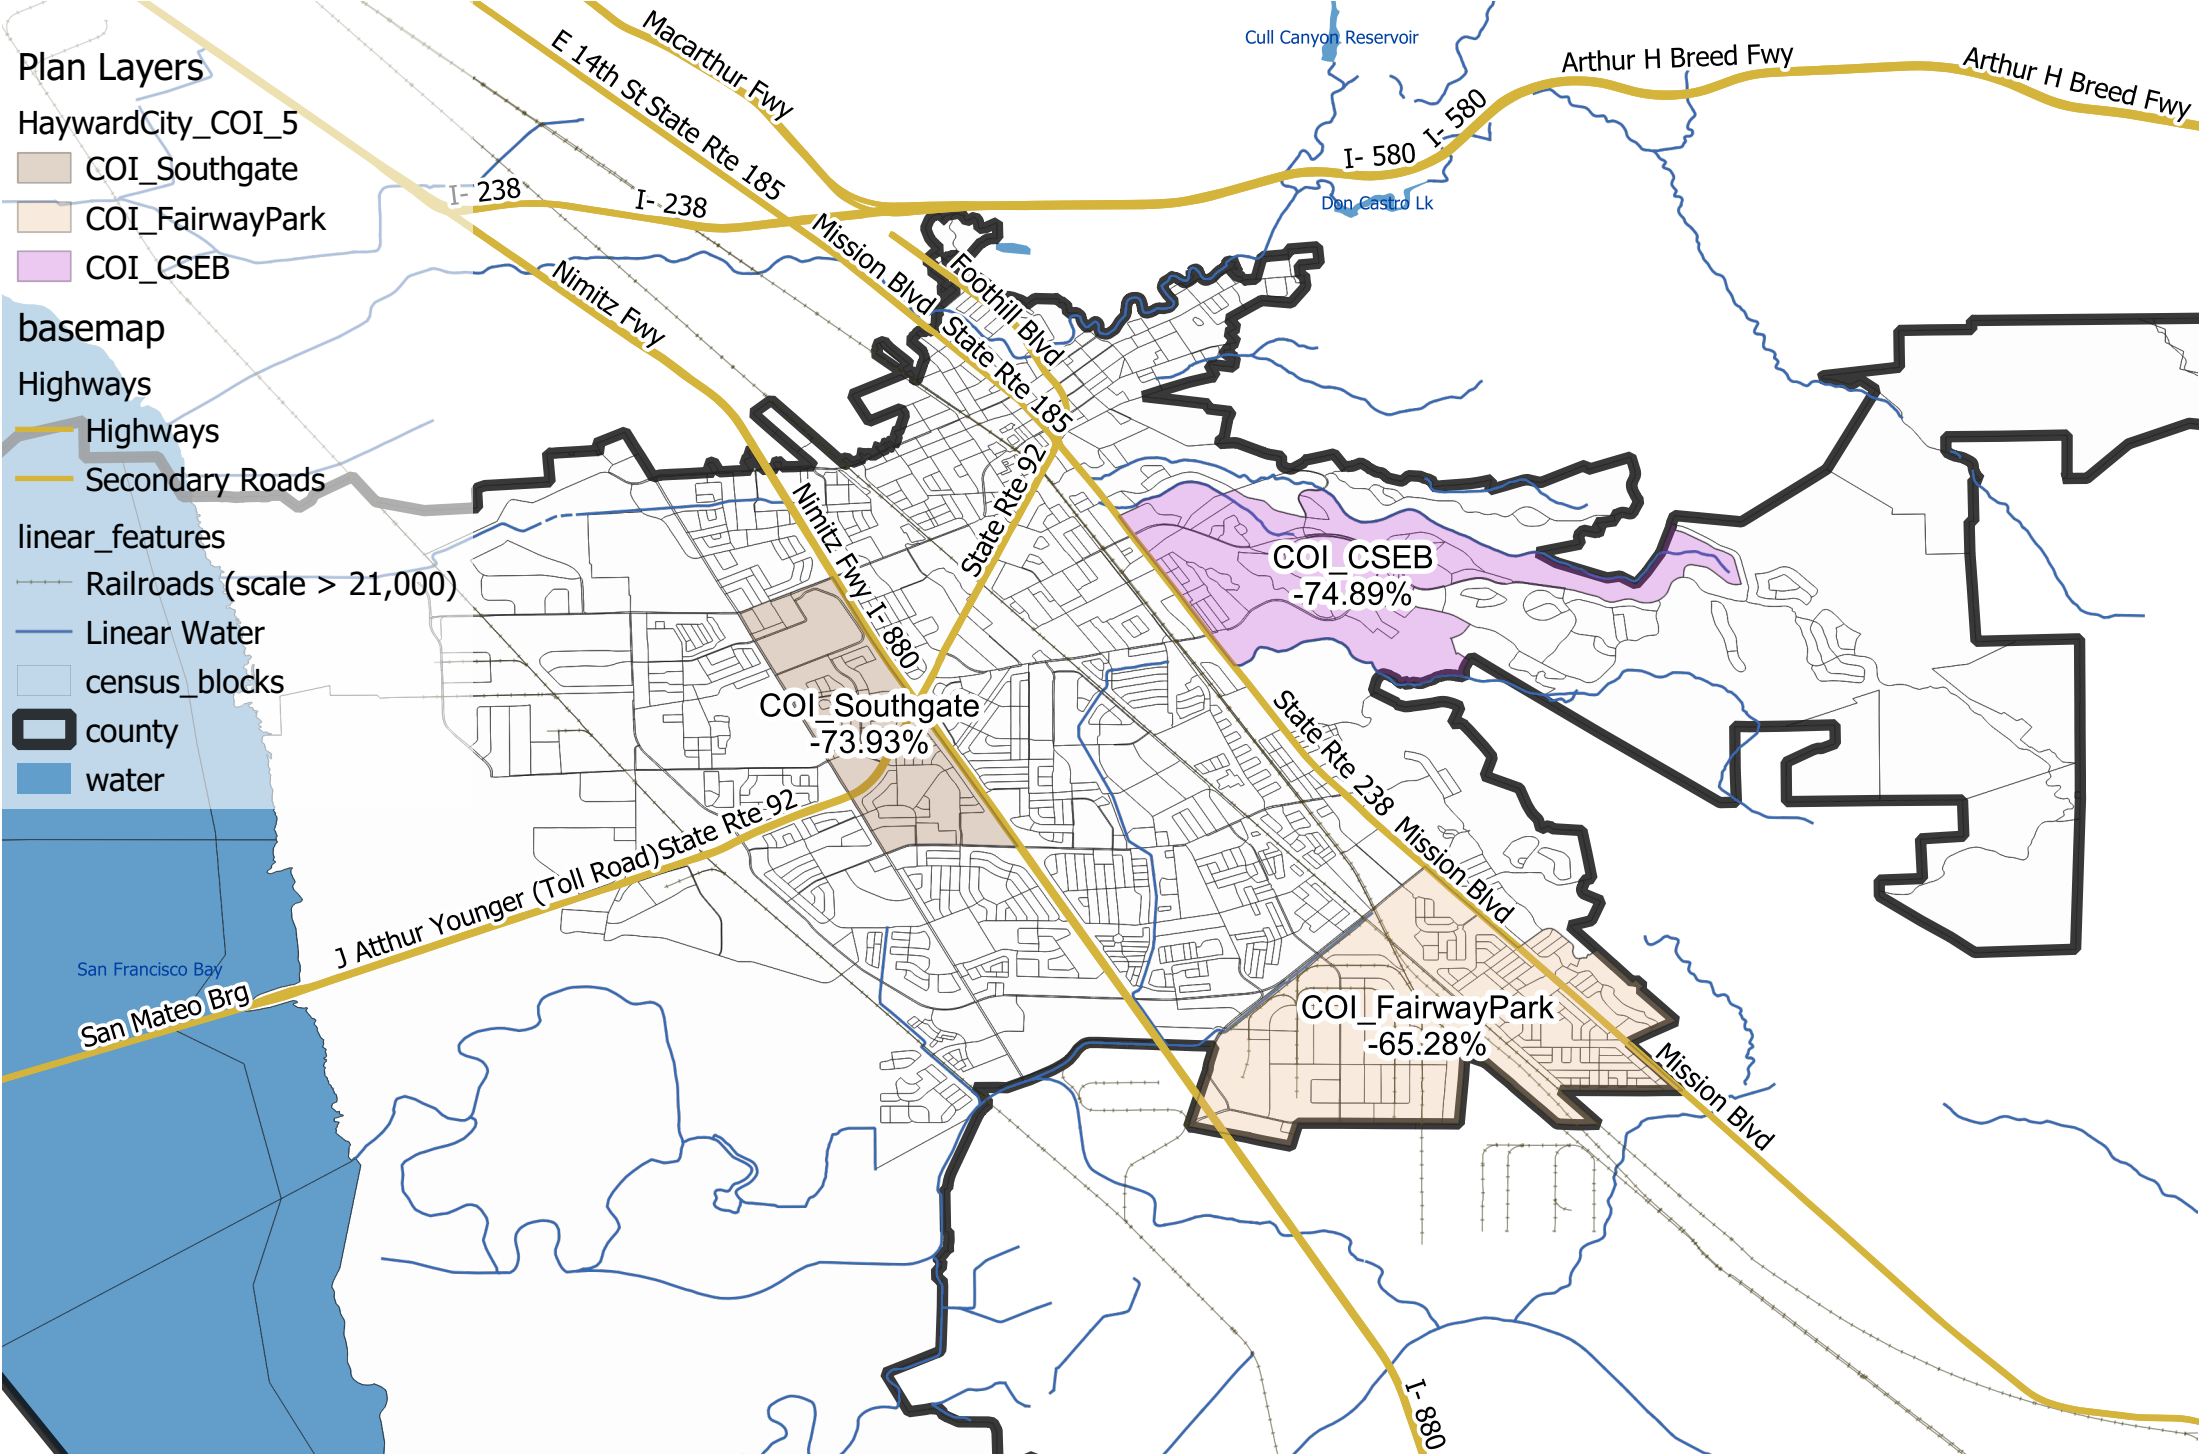 Plan Layers
HaywardCity_COI_5
COI_Southgate
COI_FairwayPark
COI_CSEB
basemap
Highways
Highways
Secondary Roads
linear_features
Railroads (scale > 21,000)
Linear Water
census_blocks
county
water
Macarthur Fwy
E 14th St State Rte 185
I- 238
I- 238
Nimitz Fwy
Mission Blvd
State Rte 185
Foothill Blvd
Cull Canyon Reservoir
Don Castro Lk
I- 580
I- 580
Arthur H Breed Fwy
Arthur H Breed Fwy
Nimitz Fwy
I- 880
State Rte 92
COI_CSEB
-74.89%
COI_Southgate
-73.93%
State Rte 238
Mission Blvd
J Atthur Younger (Toll Road)
State Rte 92
San Francisco Bay
San Mateo Brg
COI_FairwayPark
-65.28%
Mission Blvd
I- 880